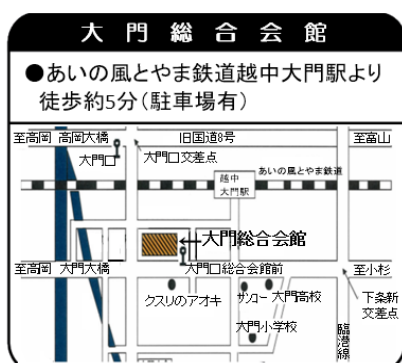 大門総合会館
●あいの風とやま鉄道越中大門駅より
徒歩約5分(駐車場有)
至高岡 高岡大橋 旧国道8号 至富山
大門口 大門口交差点
あいの風とやま鉄道
越中
大門駅
大門総合会館
至高岡 大門大橋 大門口総合会館前 至小杉
クスリのアオキ サンコー 大門高校 下条新
交差点
大門小学校
臨港線